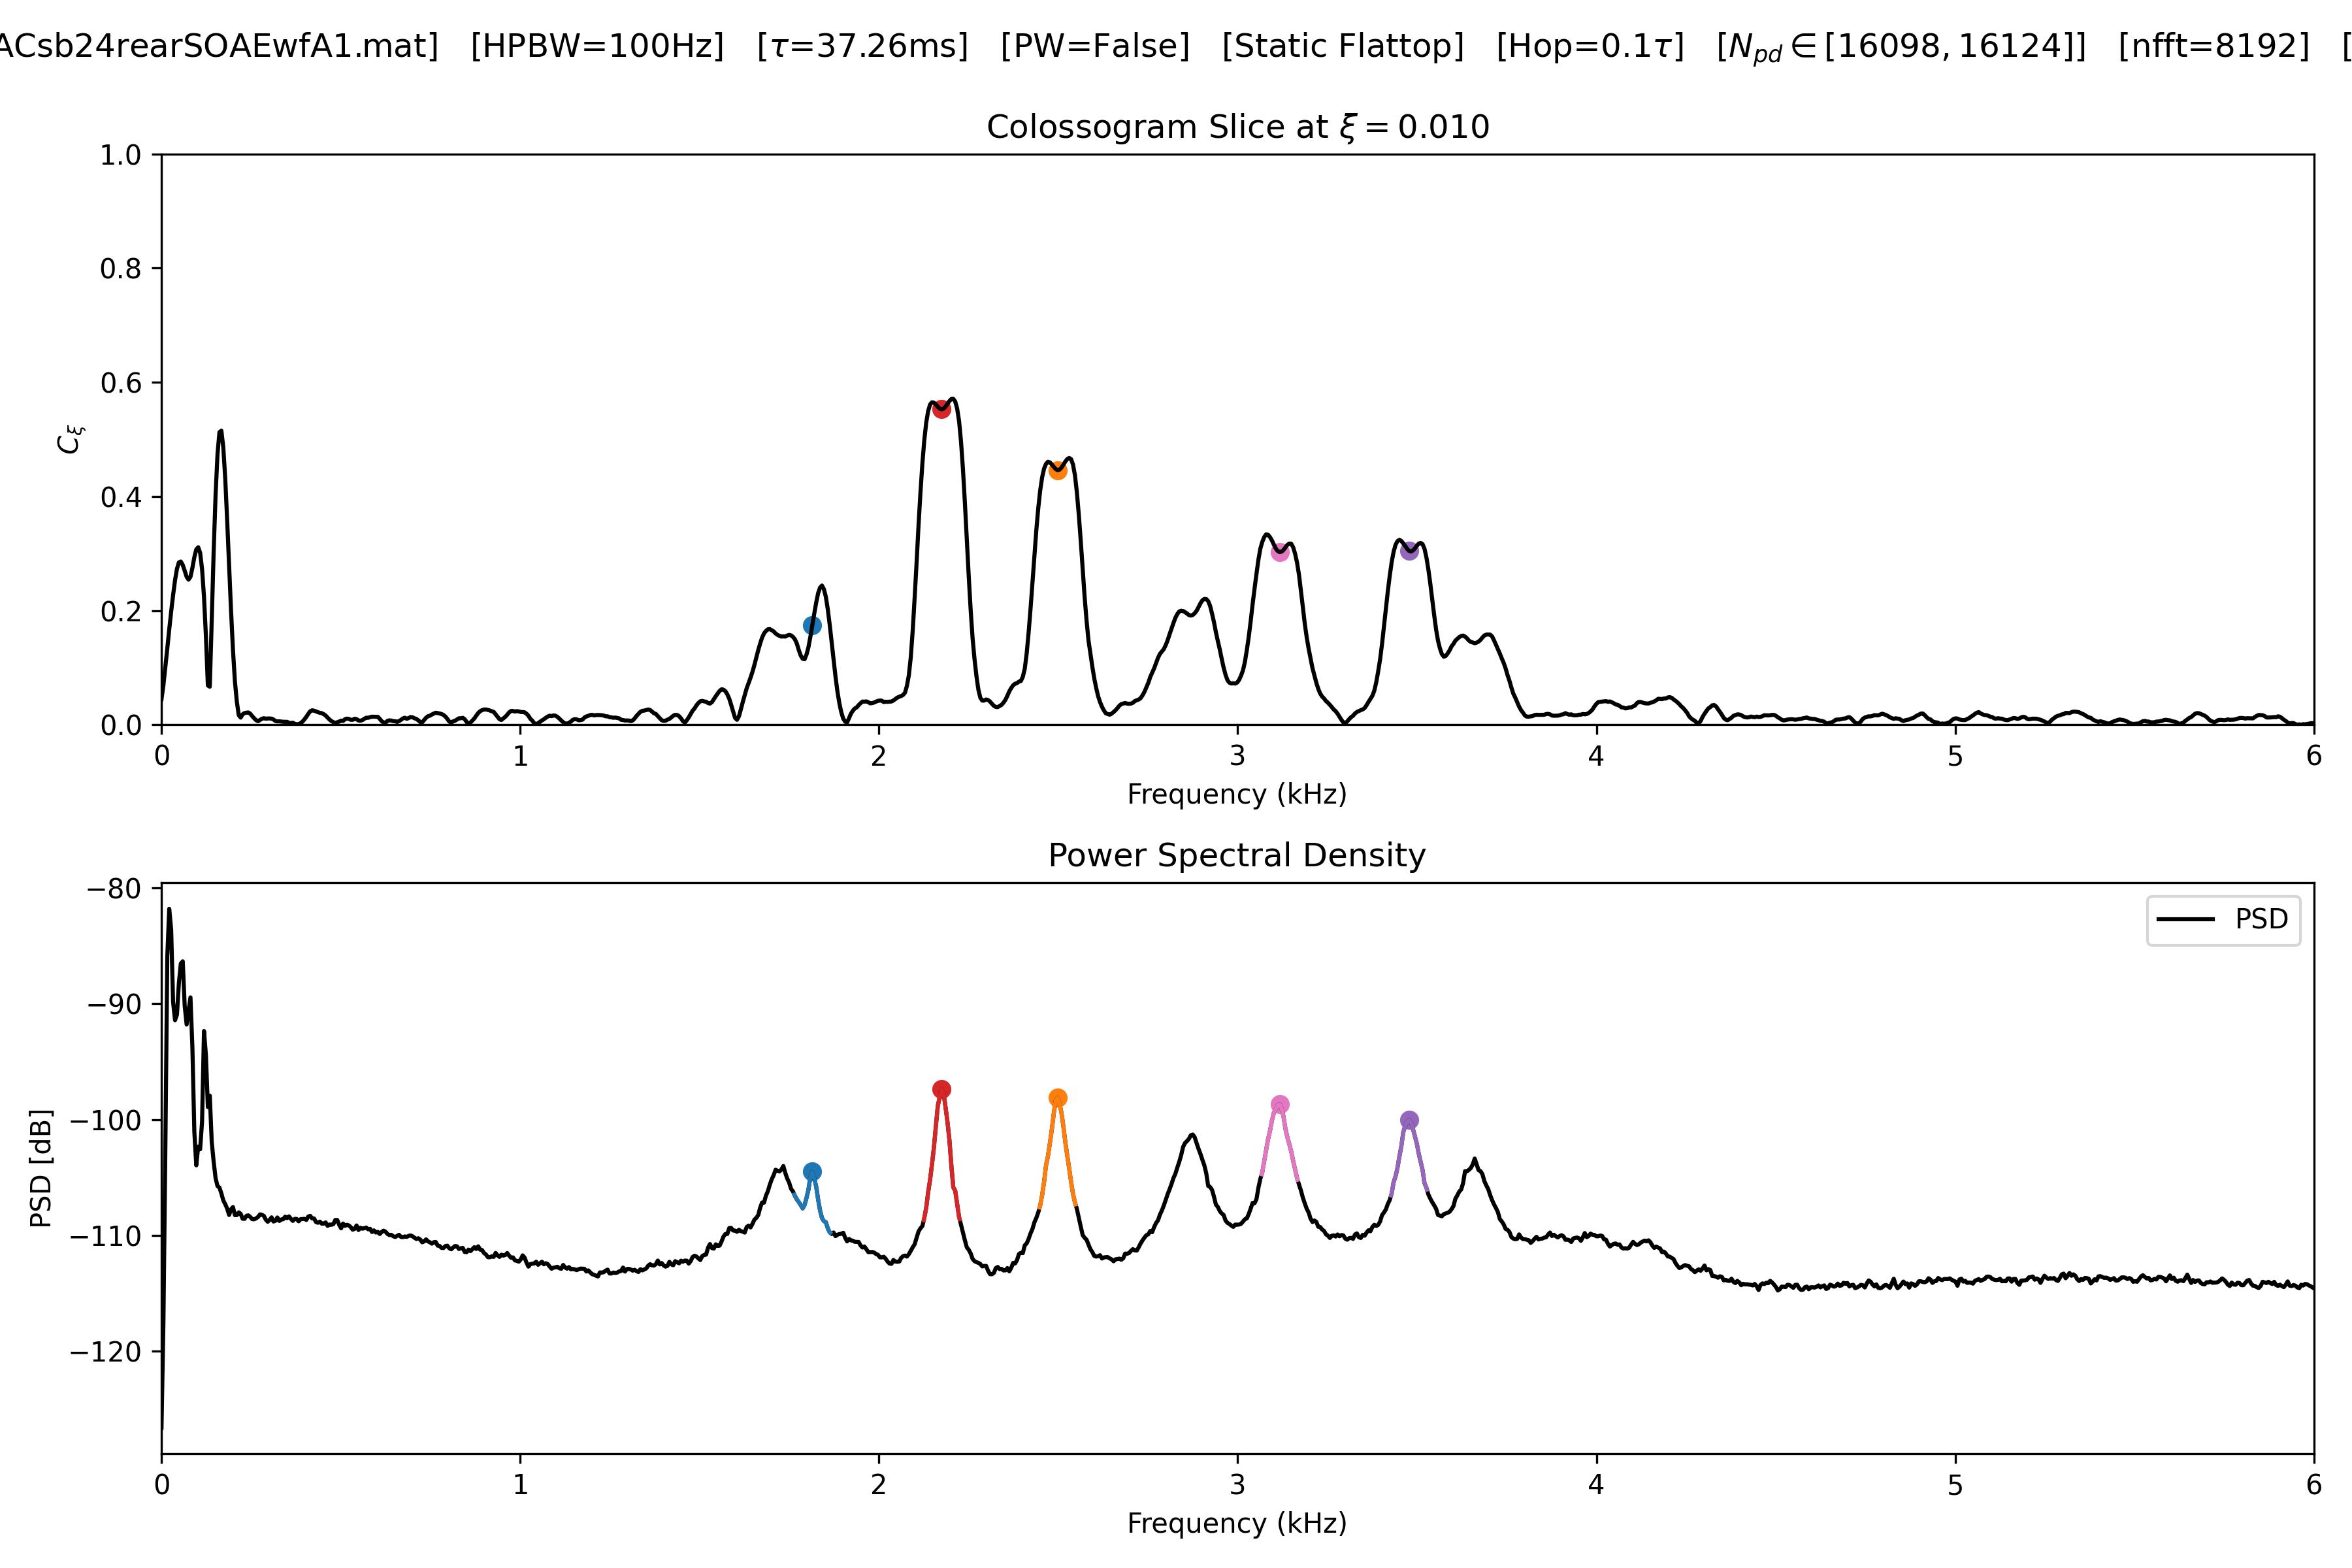 ACsb24rearSOAEwfA1.mat] [HPBW=100Hz] [τ=37.26ms] [PW=False] [Static Flattop] [Hop=0.1τ] [N_pd ∈ [16098, 16124]] [nfft=8192] [
Colossogram Slice at ξ = 0.010
1.0
0.8
0.6
0.4
0.2
0.0
C_ξ
0 1 2 3 4 5 6
Frequency (kHz)
Power Spectral Density
−80
−90
−100
−110
−120
PSD [dB]
PSD
0 1 2 3 4 5 6
Frequency (kHz)